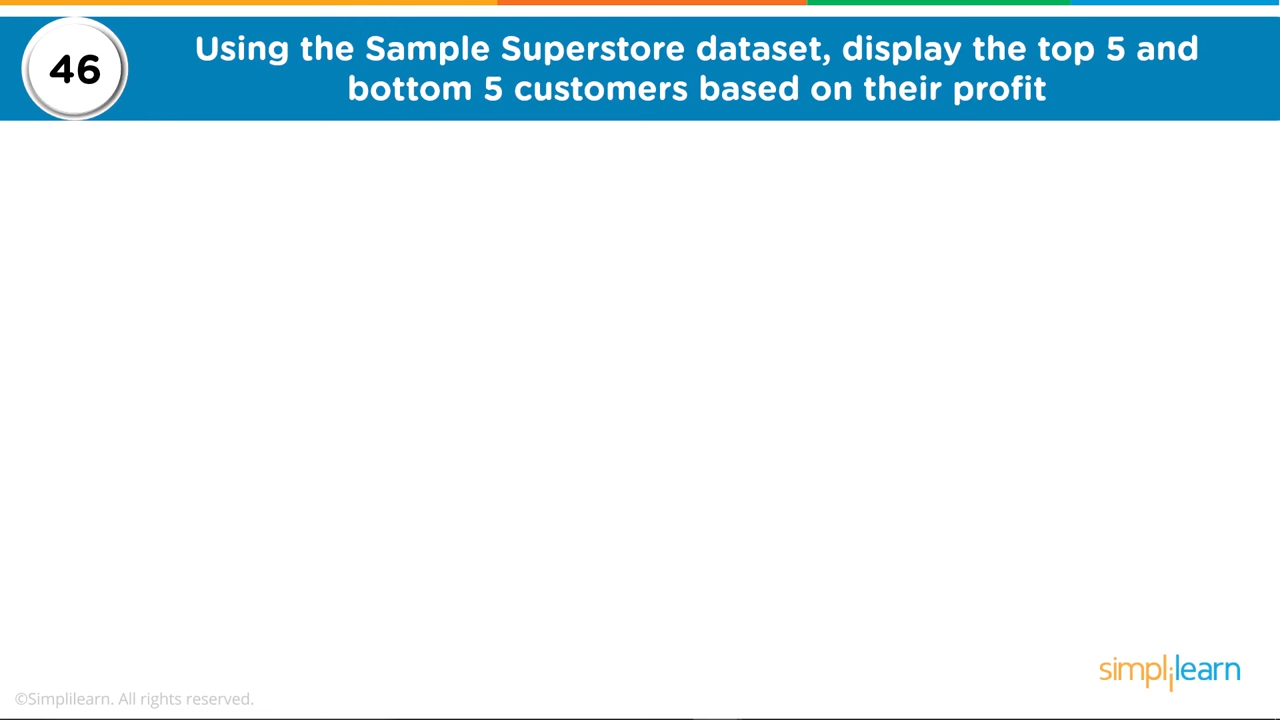 46
Using the Sample Superstore dataset, display the top 5 and
bottom 5 customers based on their profit
simplilearn
©Simplilearn. All rights reserved.